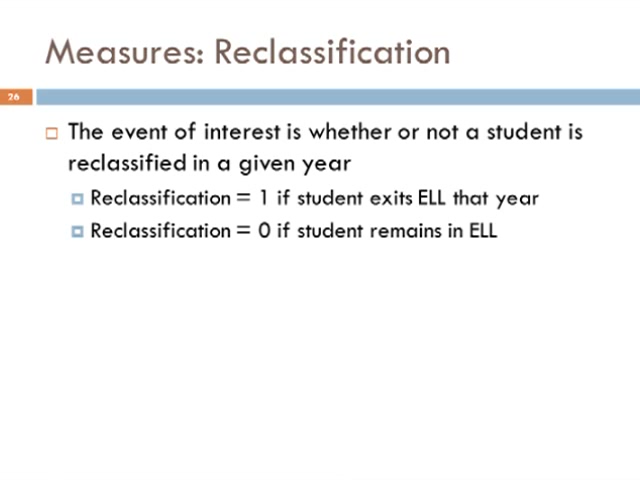 Measures: Reclassification
26
The event of interest is whether or not a student is
reclassified in a given year
Reclassification = 1 if student exits ELL that year
Reclassification = 0 if student remains in ELL